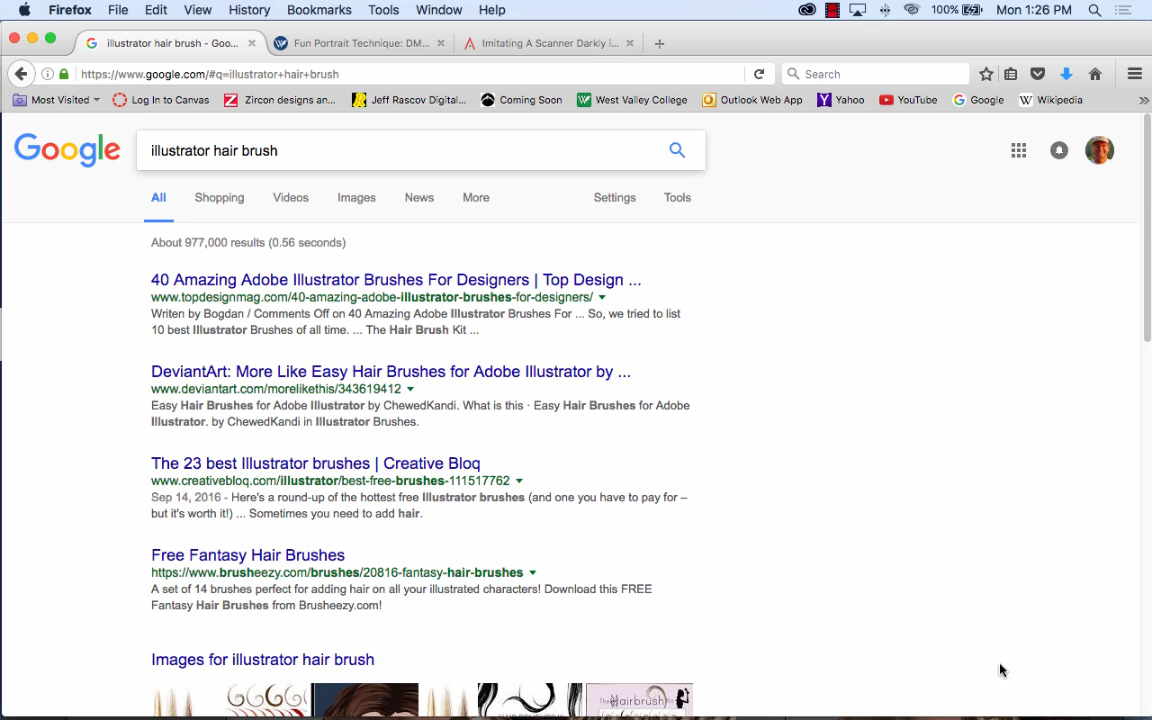 Firefox File Edit View History Bookmarks Tools Window Help 100% Mon 1:26 PM
illustrator hair brush - Goo... Fun Portrait Technique: DM... Imitating A Scanner Darkly i...
https://www.google.com/#q=illustrator+hair+brush Search
Most Visited Log In to Canvas Zircon designs an... Jeff Rascov Digital... Coming Soon West Valley College Outlook Web App Yahoo YouTube Google Wikipedia
Google illustrator hair brush
All Shopping Videos Images News More Settings Tools
About 977,000 results (0.56 seconds)
40 Amazing Adobe Illustrator Brushes For Designers | Top Design ...
www.topdesignmag.com/40-amazing-adobe-illustrator-brushes-for-designers/
Writen by Bogdan / Comments Off on 40 Amazing Adobe Illustrator Brushes For ... So, we tried to list
10 best Illustrator Brushes of all time. ... The Hair Brush Kit ...
DeviantArt: More Like Easy Hair Brushes for Adobe Illustrator by ...
www.deviantart.com/morelikethis/343619412
Easy Hair Brushes for Adobe Illustrator by ChewedKandi. What is this · Easy Hair Brushes for Adobe
Illustrator. by ChewedKandi in Illustrator Brushes.
The 23 best Illustrator brushes | Creative Bloq
www.creativebloq.com/illustrator/best-free-brushes-111517762
Sep 14, 2016 - Here's a round-up of the hottest free Illustrator brushes (and one you have to pay for –
but it's worth it!) ... Sometimes you need to add hair.
Free Fantasy Hair Brushes
https://www.brusheezy.com/brushes/20816-fantasy-hair-brushes
A set of 14 brushes perfect for adding hair on all your illustrated characters! Download this FREE
Fantasy Hair Brushes from Brusheezy.com!
Images for illustrator hair brush
The Hairbrush